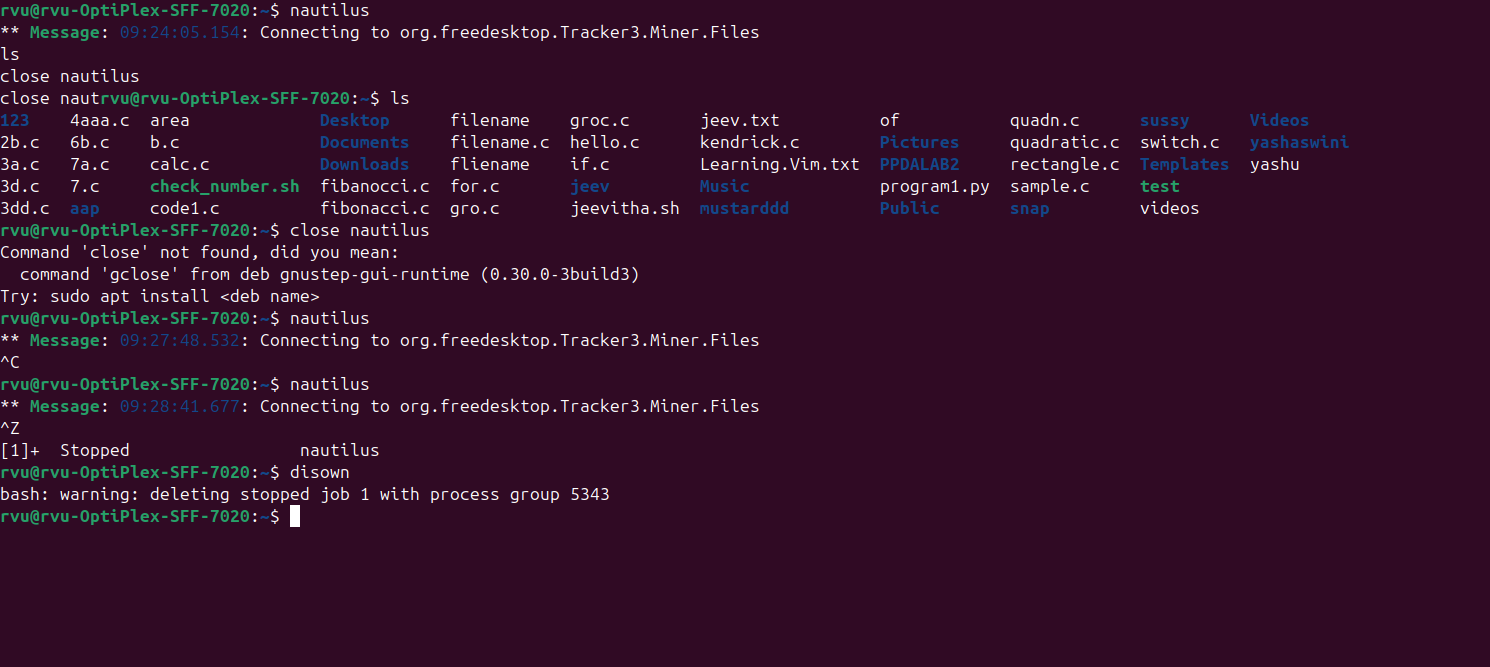 rvu@rvu-OptiPlex-SFF-7020:~$ nautilus
** Message: 09:24:05.154: Connecting to org.freedesktop.Tracker3.Miner.Files
ls
close nautilus
close nautrvu@rvu-OptiPlex-SFF-7020:~$ ls
123 4aaa.c area Desktop filename groc.c jeev.txt of quadn.c sussy Videos
2b.c 6b.c b.c Documents filename.c hello.c kendrick.c Pictures quadratic.c switch.c yashaswini
3a.c 7a.c calc.c Downloads fliename if.c Learning.Vim.txt PPDALAB2 rectangle.c Templates yashu
3d.c 7.c check_number.sh fibanocci.c for.c jeev Music program1.py sample.c test
3dd.c aap code1.c fibonacci.c gro.c jeevitha.sh mustarddd Public snap videos
rvu@rvu-OptiPlex-SFF-7020:~$ close nautilus
Command 'close' not found, did you mean:
  command 'gclose' from deb gnustep-gui-runtime (0.30.0-3build3)
Try: sudo apt install <deb name>
rvu@rvu-OptiPlex-SFF-7020:~$ nautilus
** Message: 09:27:48.532: Connecting to org.freedesktop.Tracker3.Miner.Files
^C
rvu@rvu-OptiPlex-SFF-7020:~$ nautilus
** Message: 09:28:41.677: Connecting to org.freedesktop.Tracker3.Miner.Files
^Z
[1]+  Stopped                 nautilus
rvu@rvu-OptiPlex-SFF-7020:~$ disown
bash: warning: deleting stopped job 1 with process group 5343
rvu@rvu-OptiPlex-SFF-7020:~$